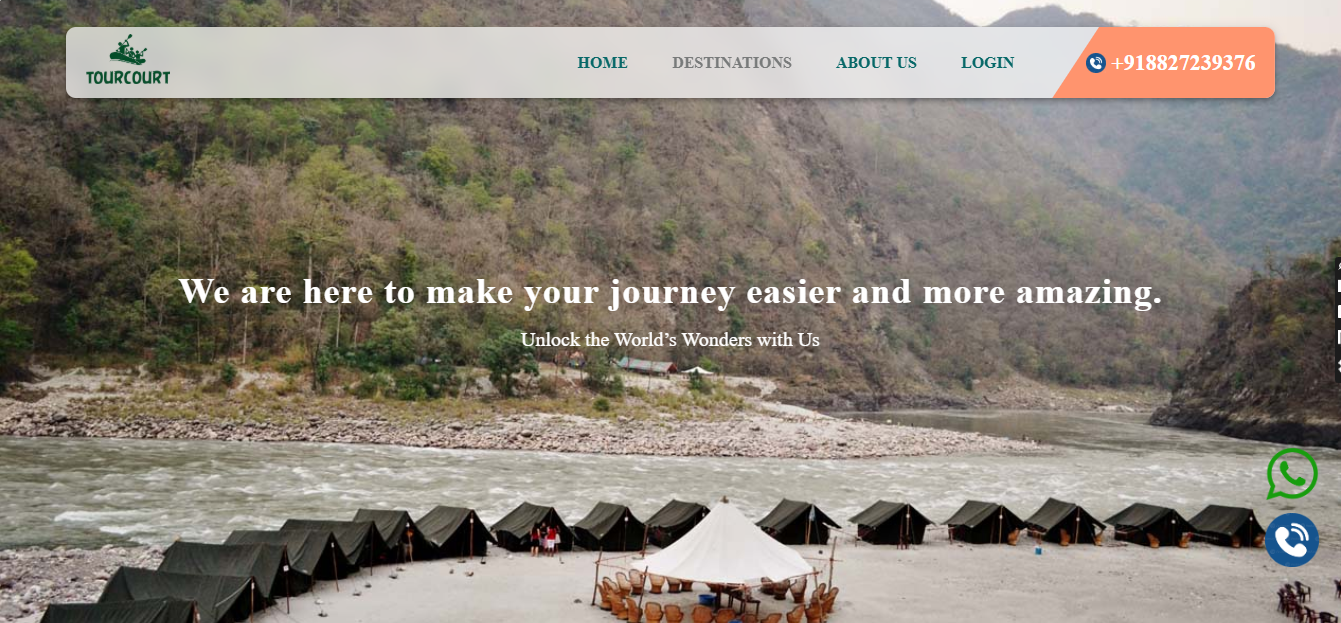 TOURCOURT
HOME DESTINATIONS ABOUT US LOGIN +918827239376
We are here to make your journey easier and more amazing.
Unlock the World’s Wonders with Us